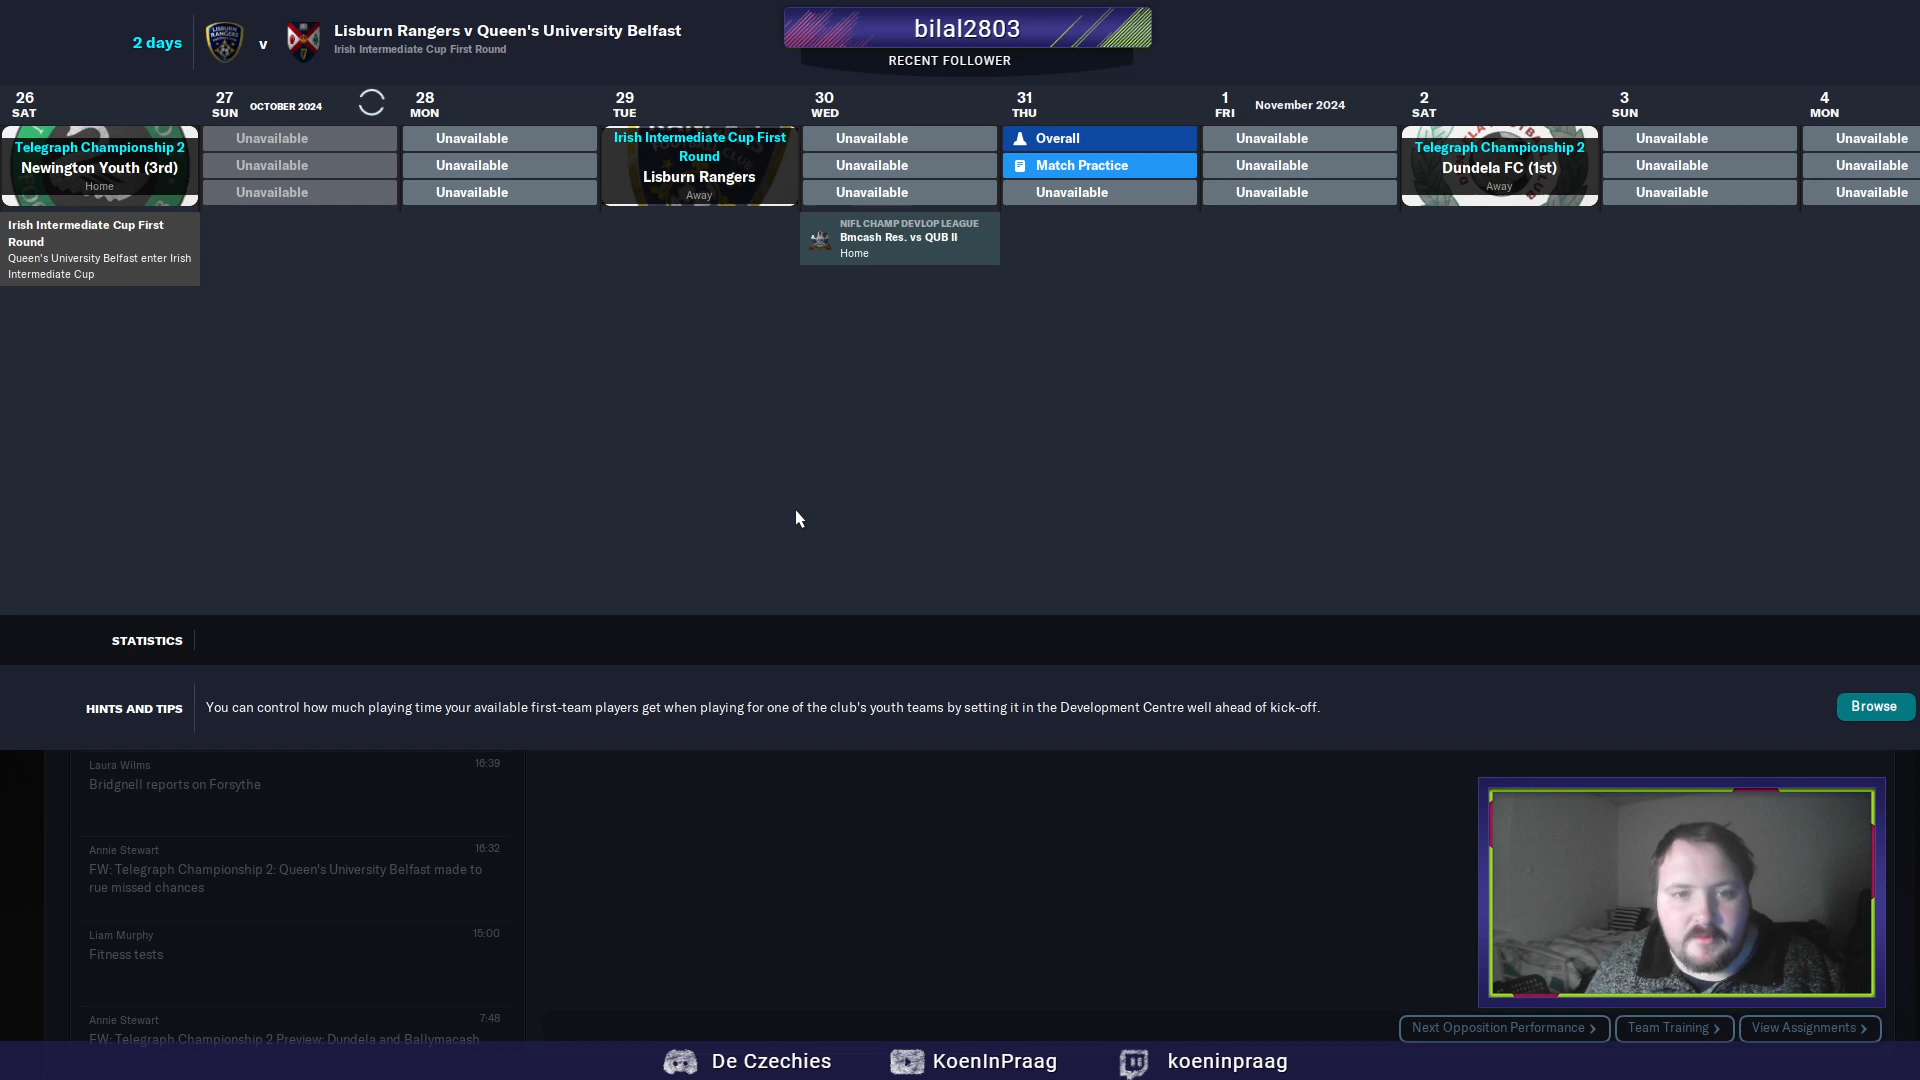 2 days
v
Lisburn Rangers v Queen's University Belfast
Irish Intermediate Cup First Round
bilal2803
RECENT FOLLOWER
26
SAT
27
SUN
OCTOBER 2024
28
MON
29
TUE
30
WED
31
THU
1
FRI
November 2024
2
SAT
3
SUN
4
MON
Telegraph Championship 2
Newington Youth (3rd)
Home
Unavailable
Unavailable
Unavailable
Unavailable
Unavailable
Unavailable
Irish Intermediate Cup First
Round
Lisburn Rangers
Away
Unavailable
Unavailable
Unavailable
Overall
Match Practice
Unavailable
Unavailable
Unavailable
Unavailable
Telegraph Championship 2
Dundela FC (1st)
Away
Unavailable
Unavailable
Unavailable
Unavailable
Unavailable
Unavailable
Irish Intermediate Cup First
Round
Queen's University Belfast enter Irish
Intermediate Cup
NIFL CHAMP DEVLOP LEAGUE
Bmcash Res. vs QUB II
Home
STATISTICS
HINTS AND TIPS
You can control how much playing time your available first-team players get when playing for one of the club's youth teams by setting it in the Development Centre well ahead of kick-off.
Browse
Laura Wilms
16:39
Bridgnell reports on Forsythe
Annie Stewart
16:32
FW: Telegraph Championship 2: Queen's University Belfast made to
rue missed chances
Liam Murphy
15:00
Fitness tests
Annie Stewart
7:48
FW: Telegraph Championship 2 Preview: Dundela and Ballymacash
Next Opposition Performance
Team Training
View Assignments
De Czechies
KoenInPraag
koeninpraag